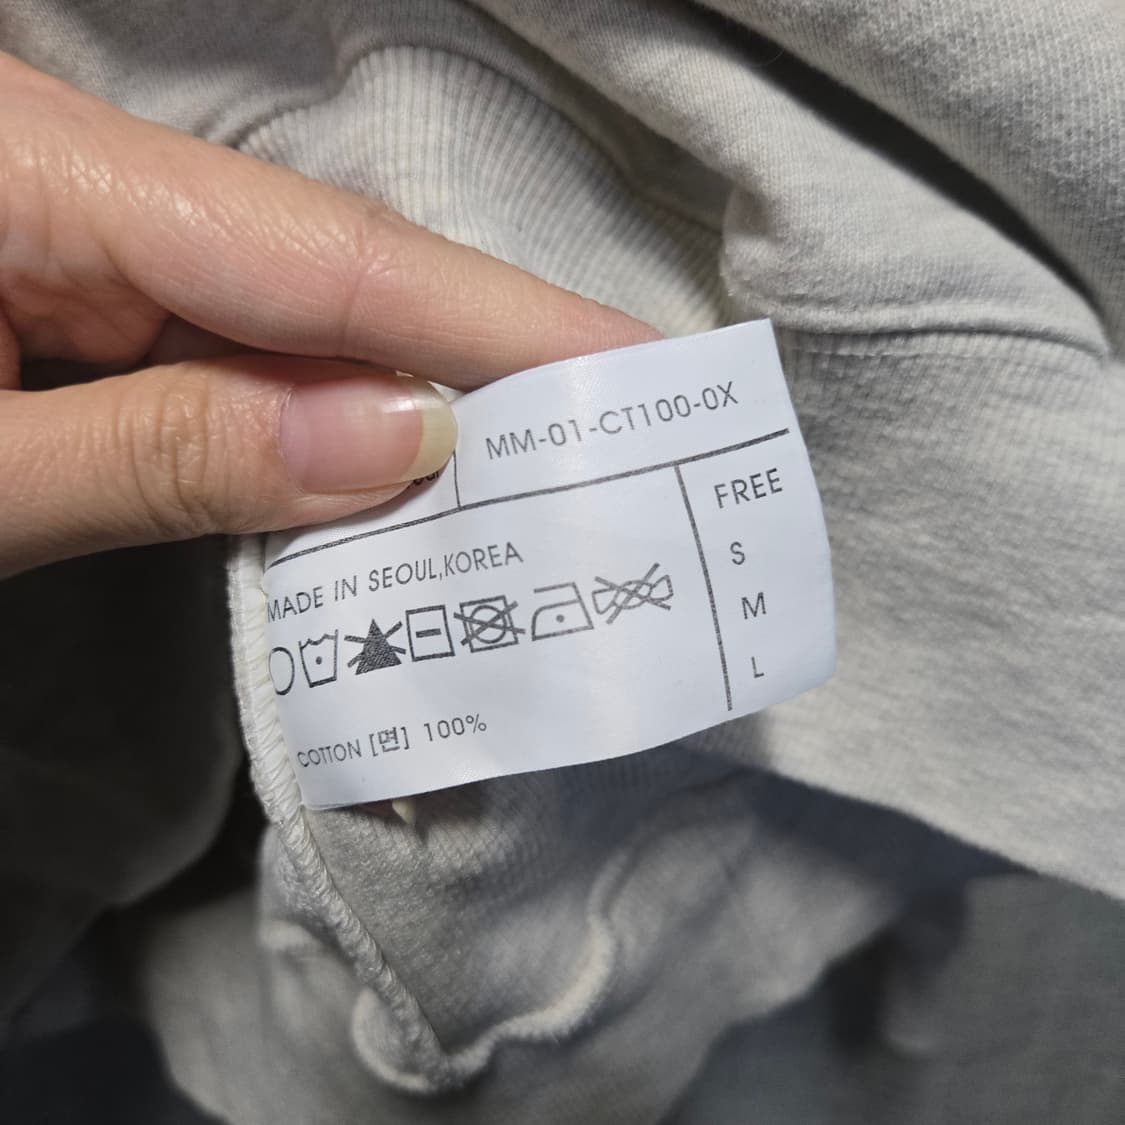 MM-01-CT100-0X
MADE IN SEOUL,KOREA
COTTON [면] 100%
FREE
S
M
L